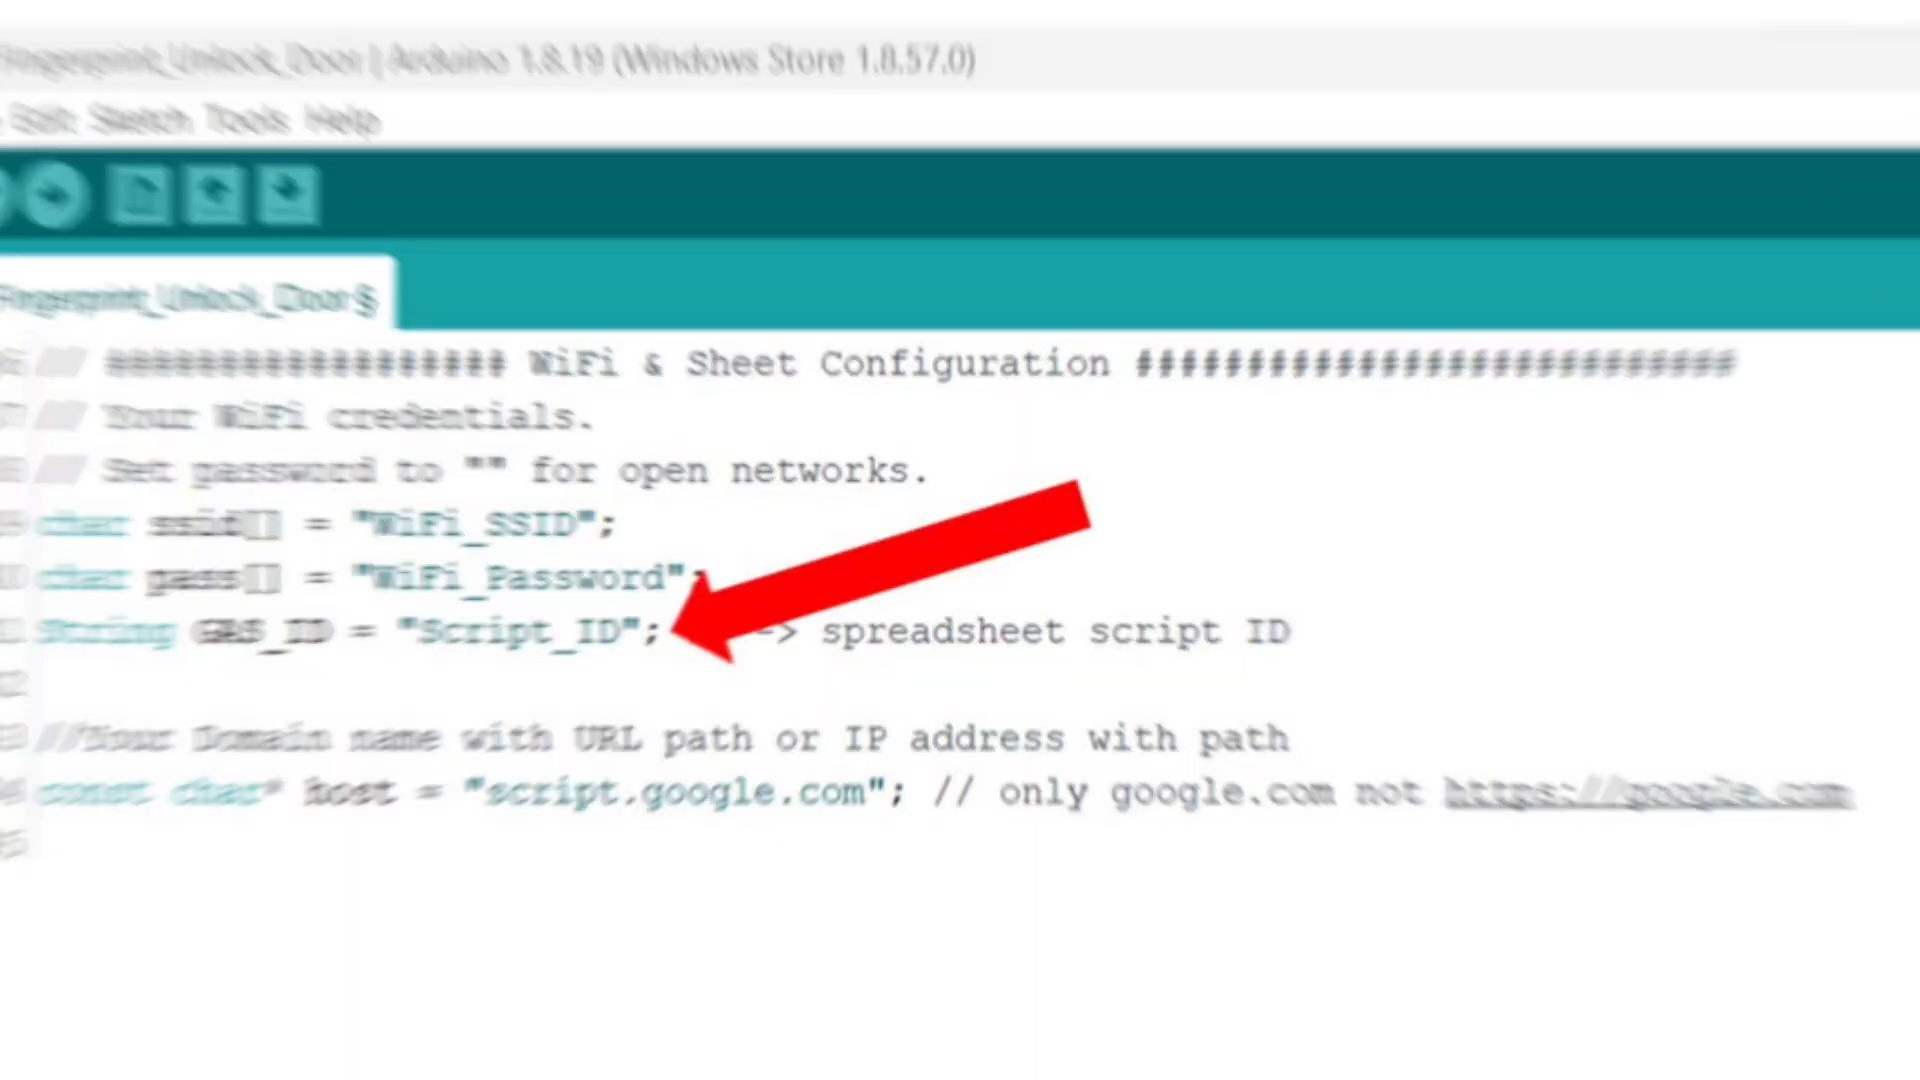 Fingerprint_Unlock_Door | Arduino 1.8.19 (Windows Store 1.8.57.0)
Edit Sketch Tools Help
Fingerprint_Unlock_Door §
// ################## WiFi & Sheet Configuration ###########################
// Your WiFi credentials.
// Set password to "" for open networks.
char ssid[] = "WiFi_SSID";
char pass[] = "WiFi_Password";
String GAS_ID = "Script_ID"; -> spreadsheet script ID
//Your Domain name with URL path or IP address with path
const char* host = "script.google.com"; // only google.com not https://google.com